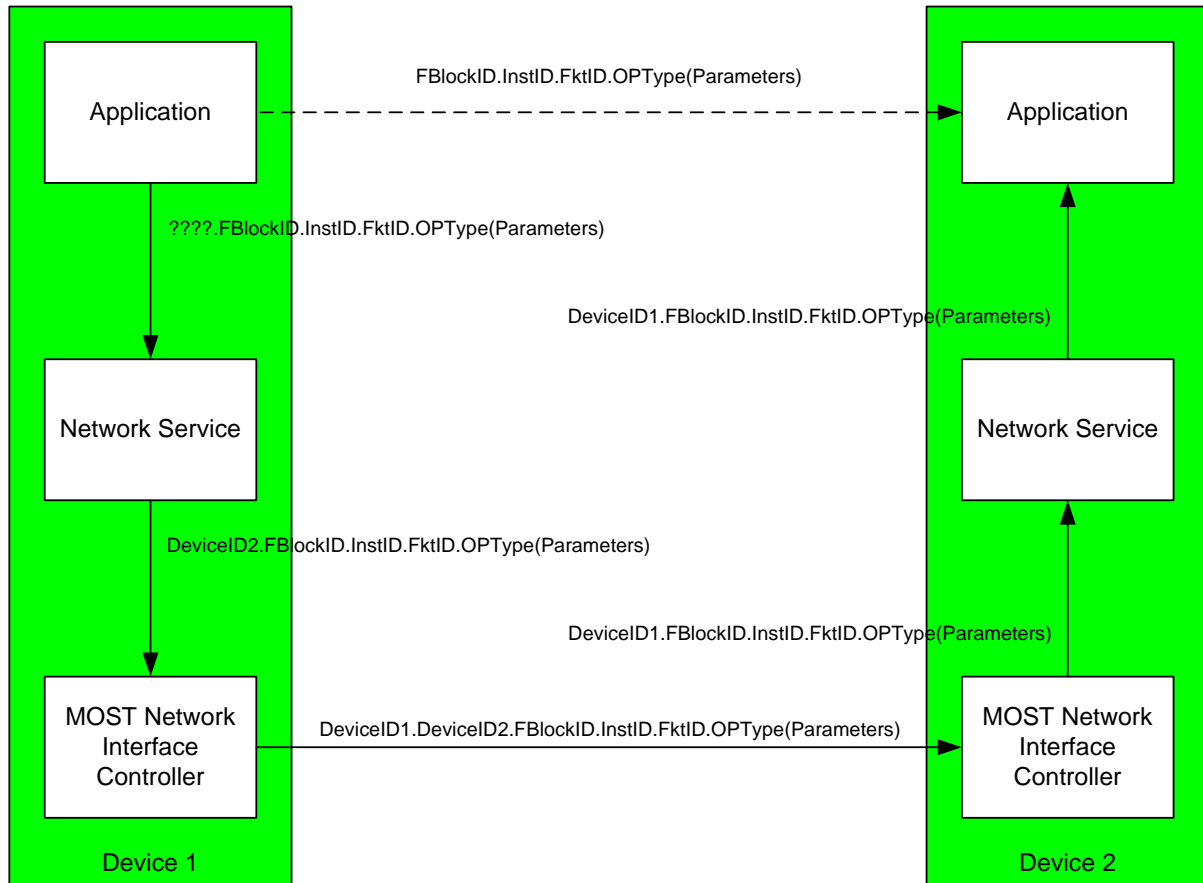 FBlockID.InstID.FktID.OPType(Parameters)
Application
Application
????.FBlockID.InstID.FktID.OPType(Parameters)
DeviceID1.FBlockID.InstID.FktID.OPType(Parameters)
Network Service
Network Service
DeviceID2.FBlockID.InstID.FktID.OPType(Parameters)
DeviceID1.FBlockID.InstID.FktID.OPType(Parameters)
MOST Network
Interface
Controller
DeviceID1.DeviceID2.FBlockID.InstID.FktID.OPType(Parameters)
MOST Network
Interface
Controller
Device 1
Device 2